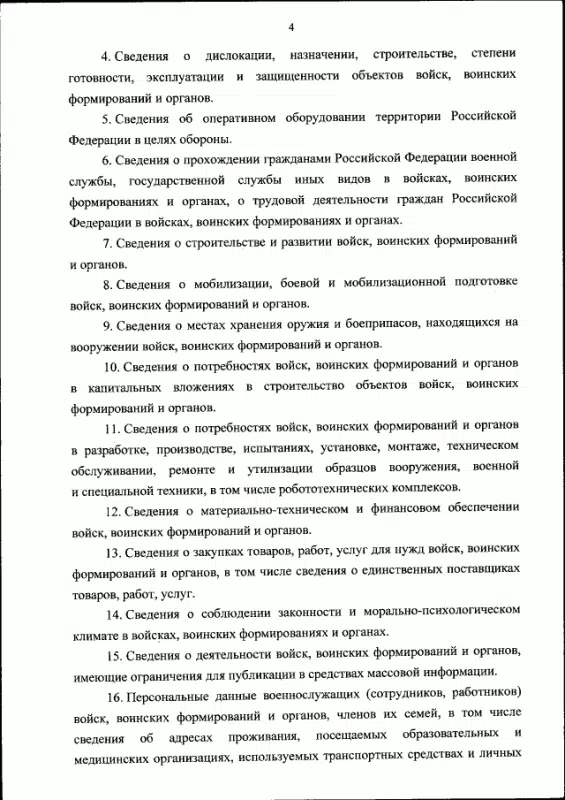 4
4. Сведения о дислокации, назначении, строительстве, степени
готовности, эксплуатации и защищенности объектов войск, воинских
формирований и органов.
5. Сведения об оперативном оборудовании территории Российской
Федерации в целях обороны.
6. Сведения о прохождении гражданами Российской Федерации военной
службы, государственной службы иных видов в войсках, воинских
формированиях и органах, о трудовой деятельности граждан Российской
Федерации в войсках, воинских формированиях и органах.
7. Сведения о строительстве и развитии войск, воинских формирований
и органов.
8. Сведения о мобилизации, боевой и мобилизационной подготовке
войск, воинских формирований и органов.
9. Сведения о местах хранения оружия и боеприпасов, находящихся на
вооружении войск, воинских формирований и органов.
10. Сведения о потребностях войск, воинских формирований и органов
в капитальных вложениях в строительство объектов войск, воинских
формирований и органов.
11. Сведения о потребностях войск, воинских формирований и органов
в разработке, производстве, испытаниях, установке, монтаже, техническом
обслуживании, ремонте и утилизации образцов вооружения, военной
и специальной техники, в том числе робототехнических комплексов.
12. Сведения о материально-техническом и финансовом обеспечении
войск, воинских формирований и органов.
13. Сведения о закупках товаров, работ, услуг для нужд войск, воинских
формирований и органов, в том числе сведения о единственных поставщиках
товаров, работ, услуг.
14. Сведения о соблюдении законности и морально-психологическом
климате в войсках, воинских формированиях и органах.
15. Сведения о деятельности войск, воинских формирований и органов,
имеющие ограничения для публикации в средствах массовой информации.
16. Персональные данные военнослужащих (сотрудников, работников)
войск, воинских формирований и органов, членов их семей, в том числе
сведения об адресах проживания, посещаемых образовательных и
медицинских организациях, используемых транспортных средствах и личных